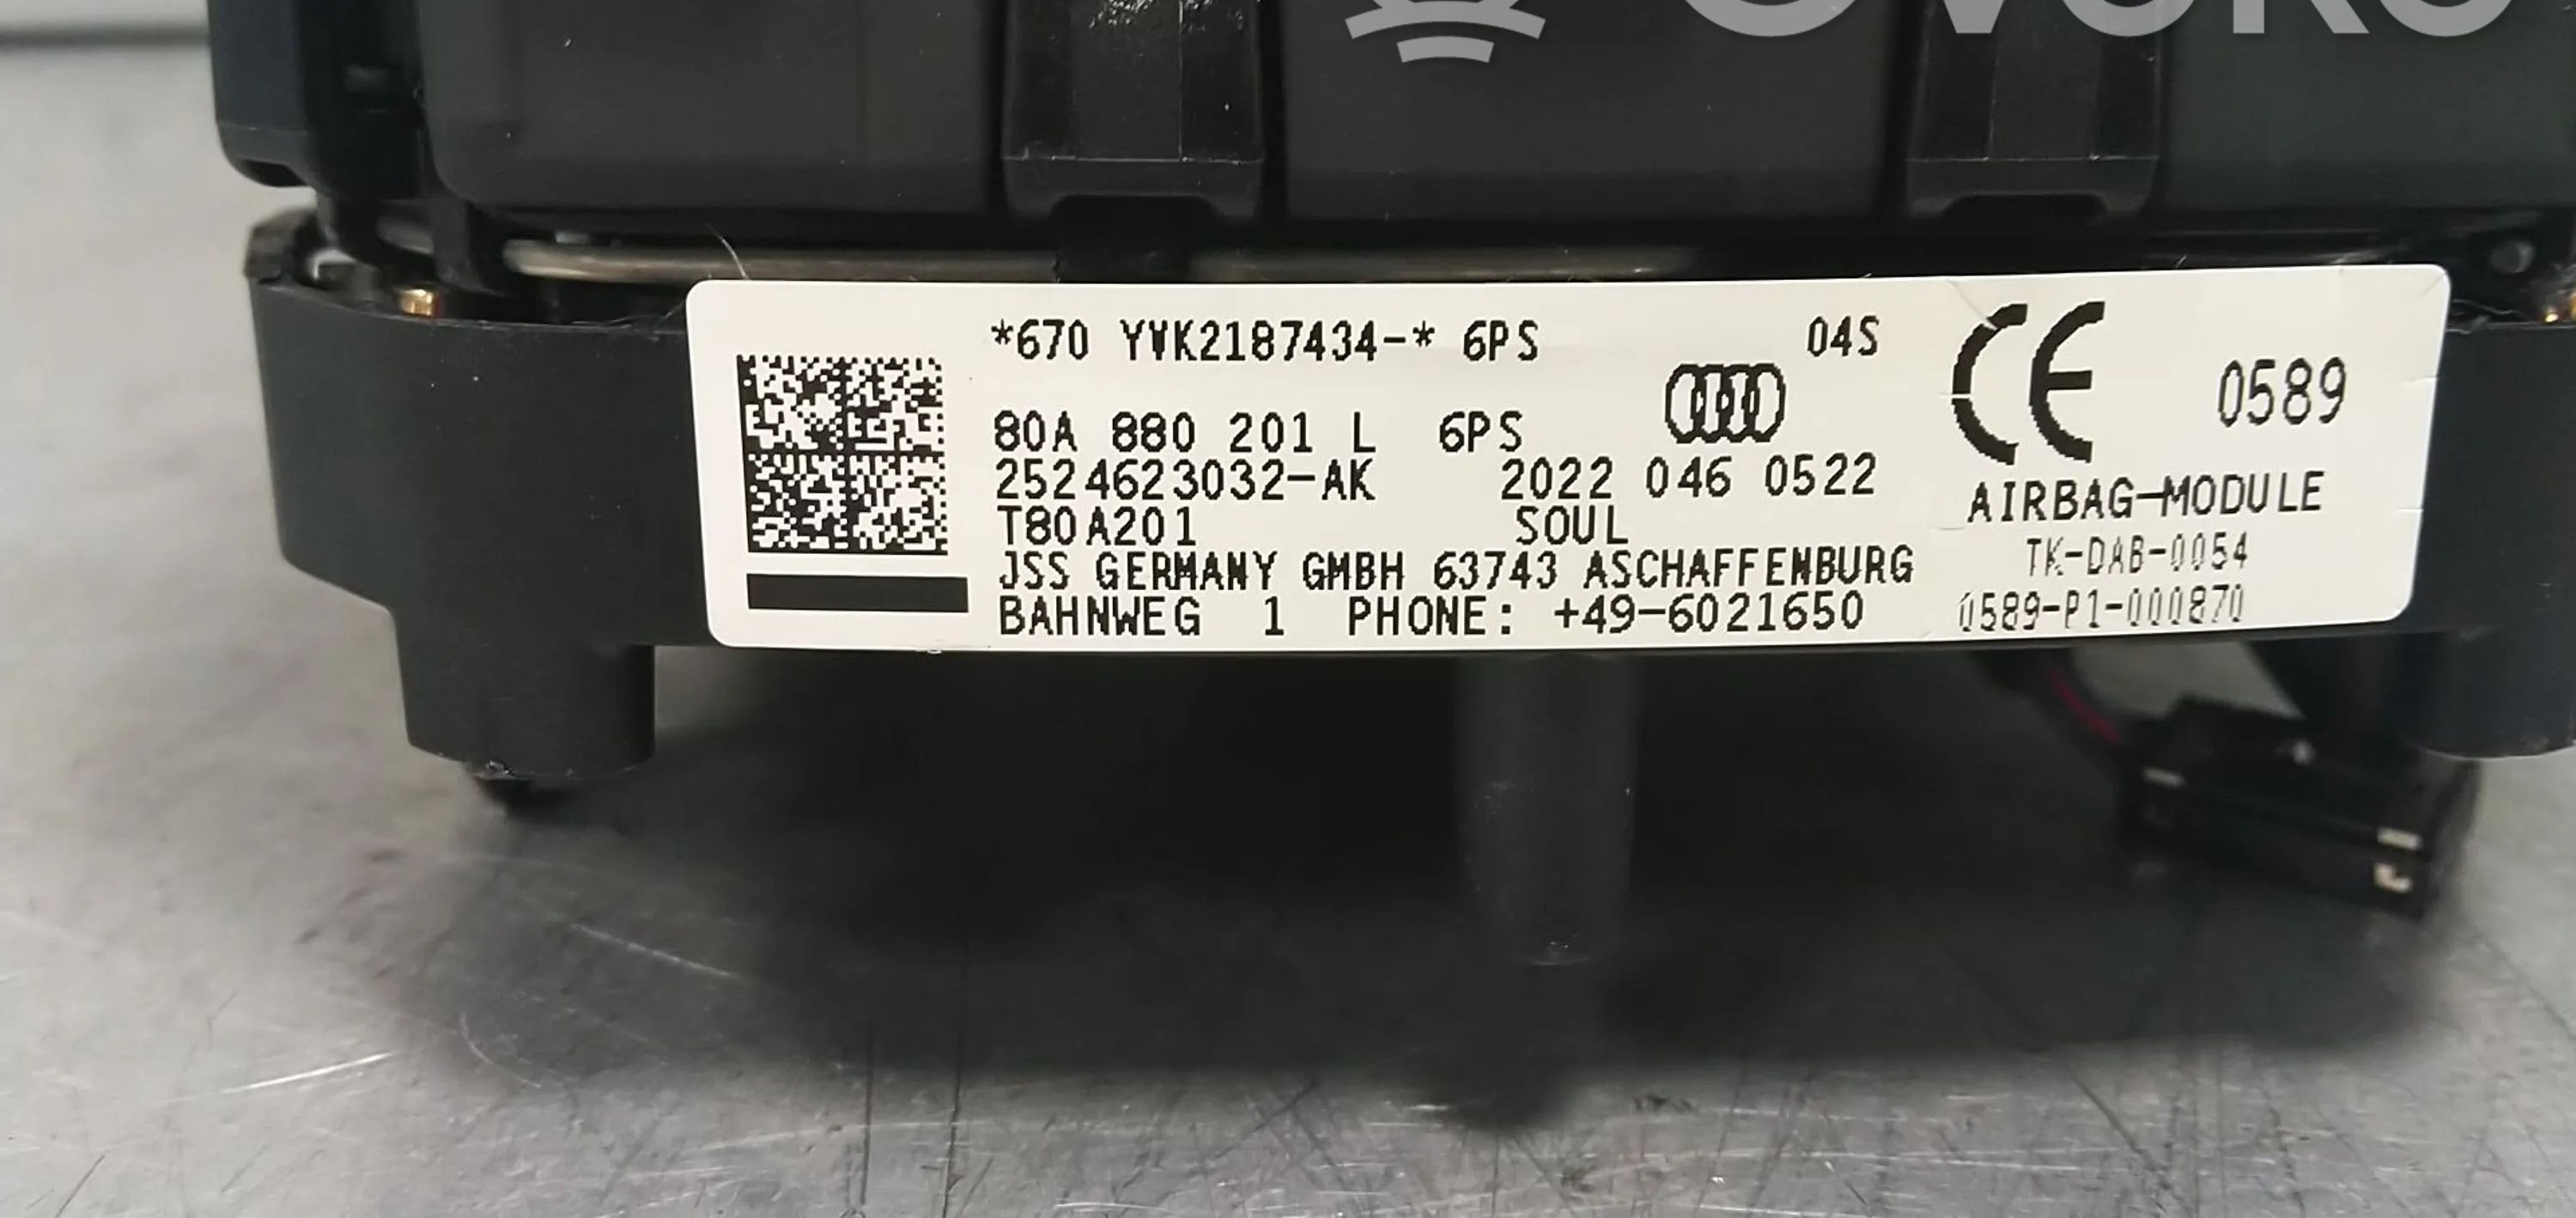 *670 YVK2187434-* 6PS 04S
80A 880 201 L 6PS
2524623032-AK 2022 046 0522
T80A201 SOUL
JSS GERMANY GMBH 63743 ASCHAFFENBURG
BAHNWEG 1 PHONE: +49-6021650
CE 0589
AIRBAG-MODULE
TK-DAB-0054
0589-P1-000870